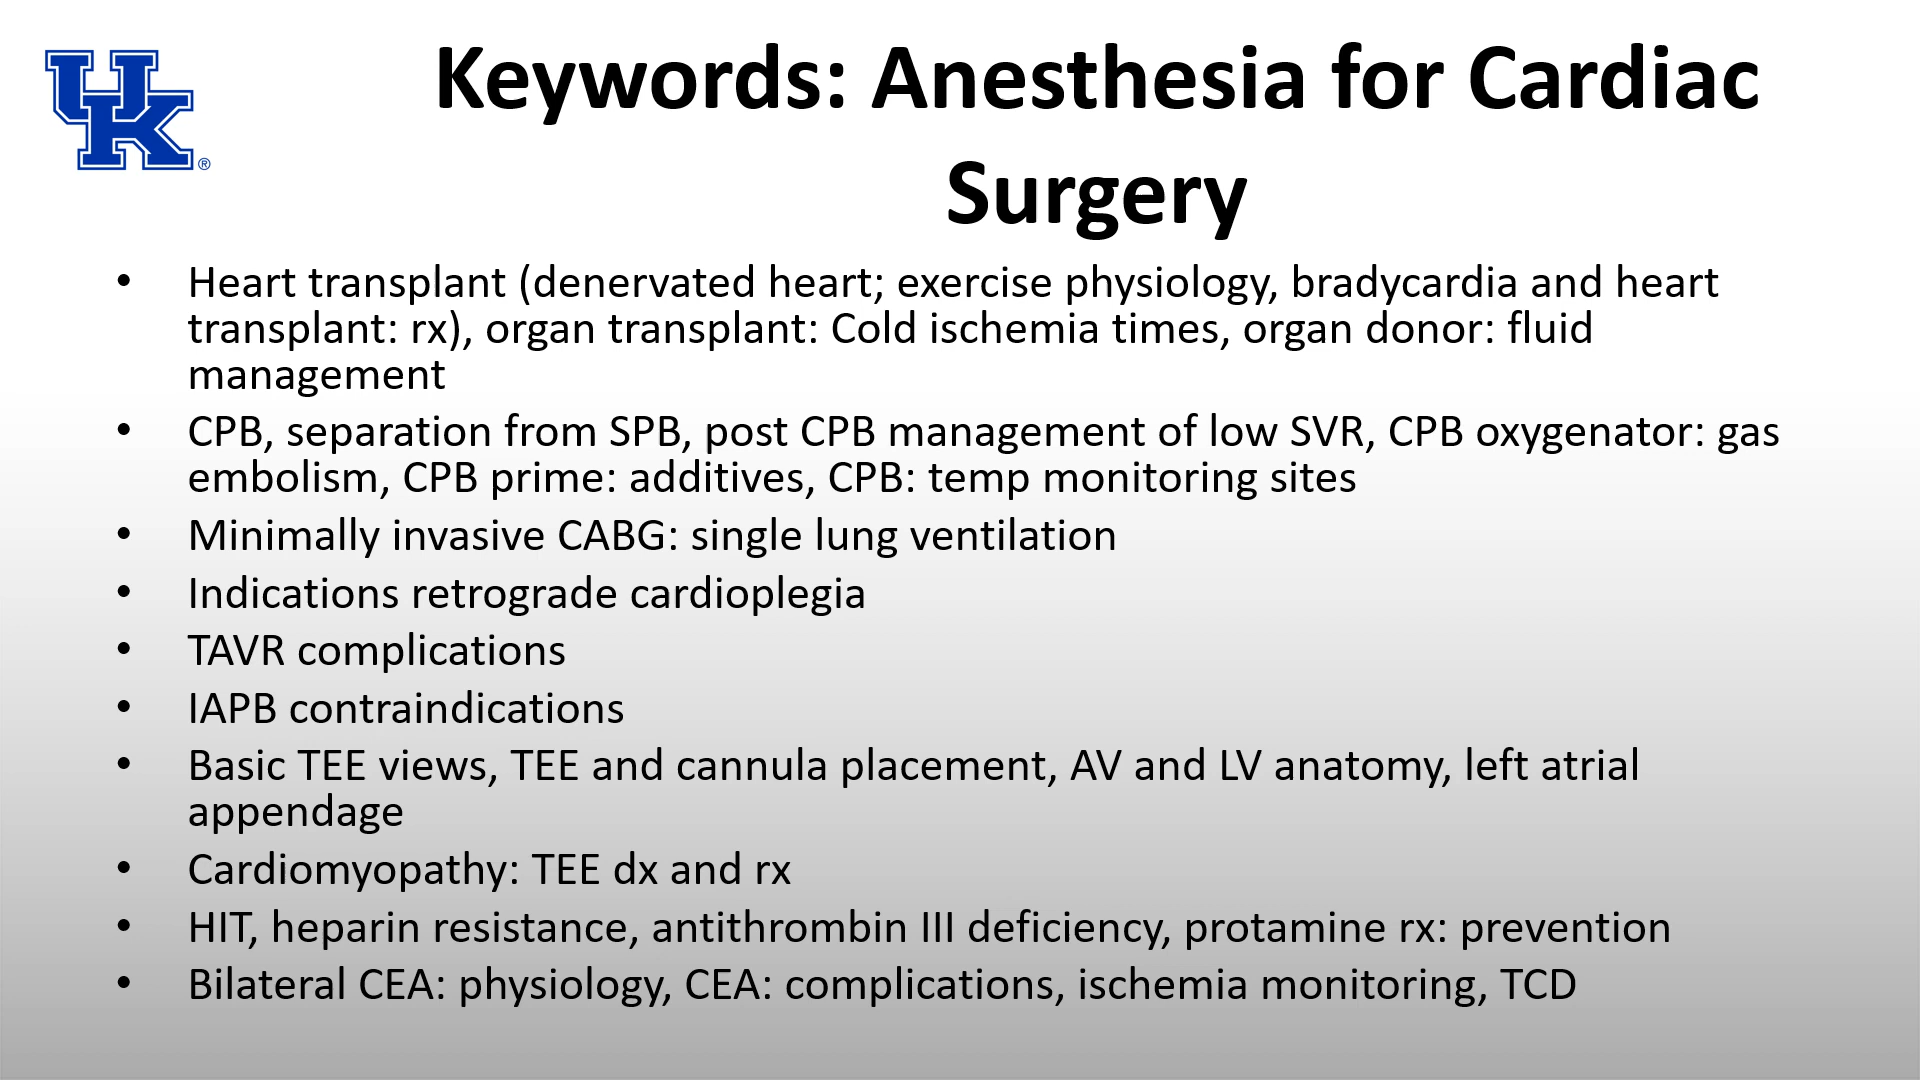 UK®
Keywords: Anesthesia for Cardiac
Surgery
• Heart transplant (denervated heart; exercise physiology, bradycardia and heart
transplant: rx), organ transplant: Cold ischemia times, organ donor: fluid
management
• CPB, separation from SPB, post CPB management of low SVR, CPB oxygenator: gas
embolism, CPB prime: additives, CPB: temp monitoring sites
• Minimally invasive CABG: single lung ventilation
• Indications retrograde cardioplegia
• TAVR complications
• IAPB contraindications
• Basic TEE views, TEE and cannula placement, AV and LV anatomy, left atrial
appendage
• Cardiomyopathy: TEE dx and rx
• HIT, heparin resistance, antithrombin III deficiency, protamine rx: prevention
• Bilateral CEA: physiology, CEA: complications, ischemia monitoring, TCD